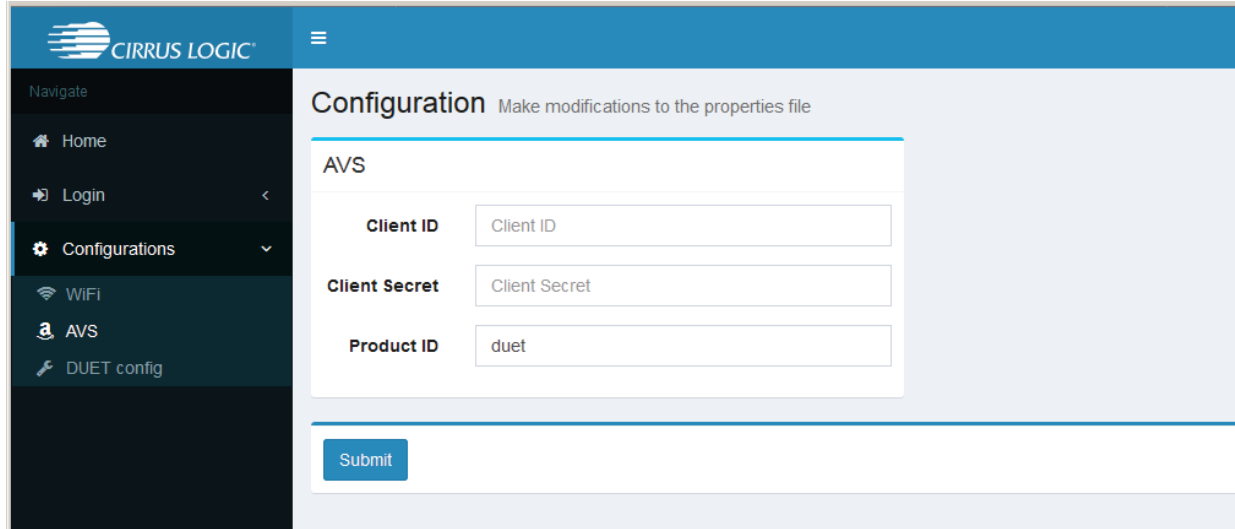 CIRRUS LOGIC®
Navigate
Home
Login
Configurations
WiFi
AVS
DUET config
Configuration Make modifications to the properties file
AVS
Client ID Client ID
Client Secret Client Secret
Product ID duet
Submit